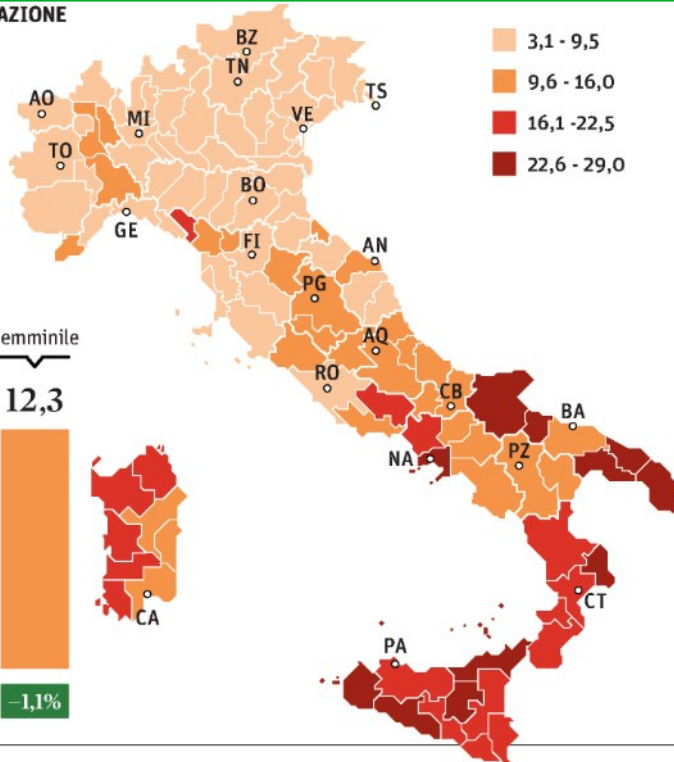 AZIONE
3,1 - 9,5
9,6 - 16,0
16,1 -22,5
22,6 - 29,0
BZ
TN
AO
MI
VE
TS
TO
BO
GE
FI
AN
PG
AQ
RO
CB
BA
NA
PZ
emminile
12,3
CA
CT
PA
−1,1%